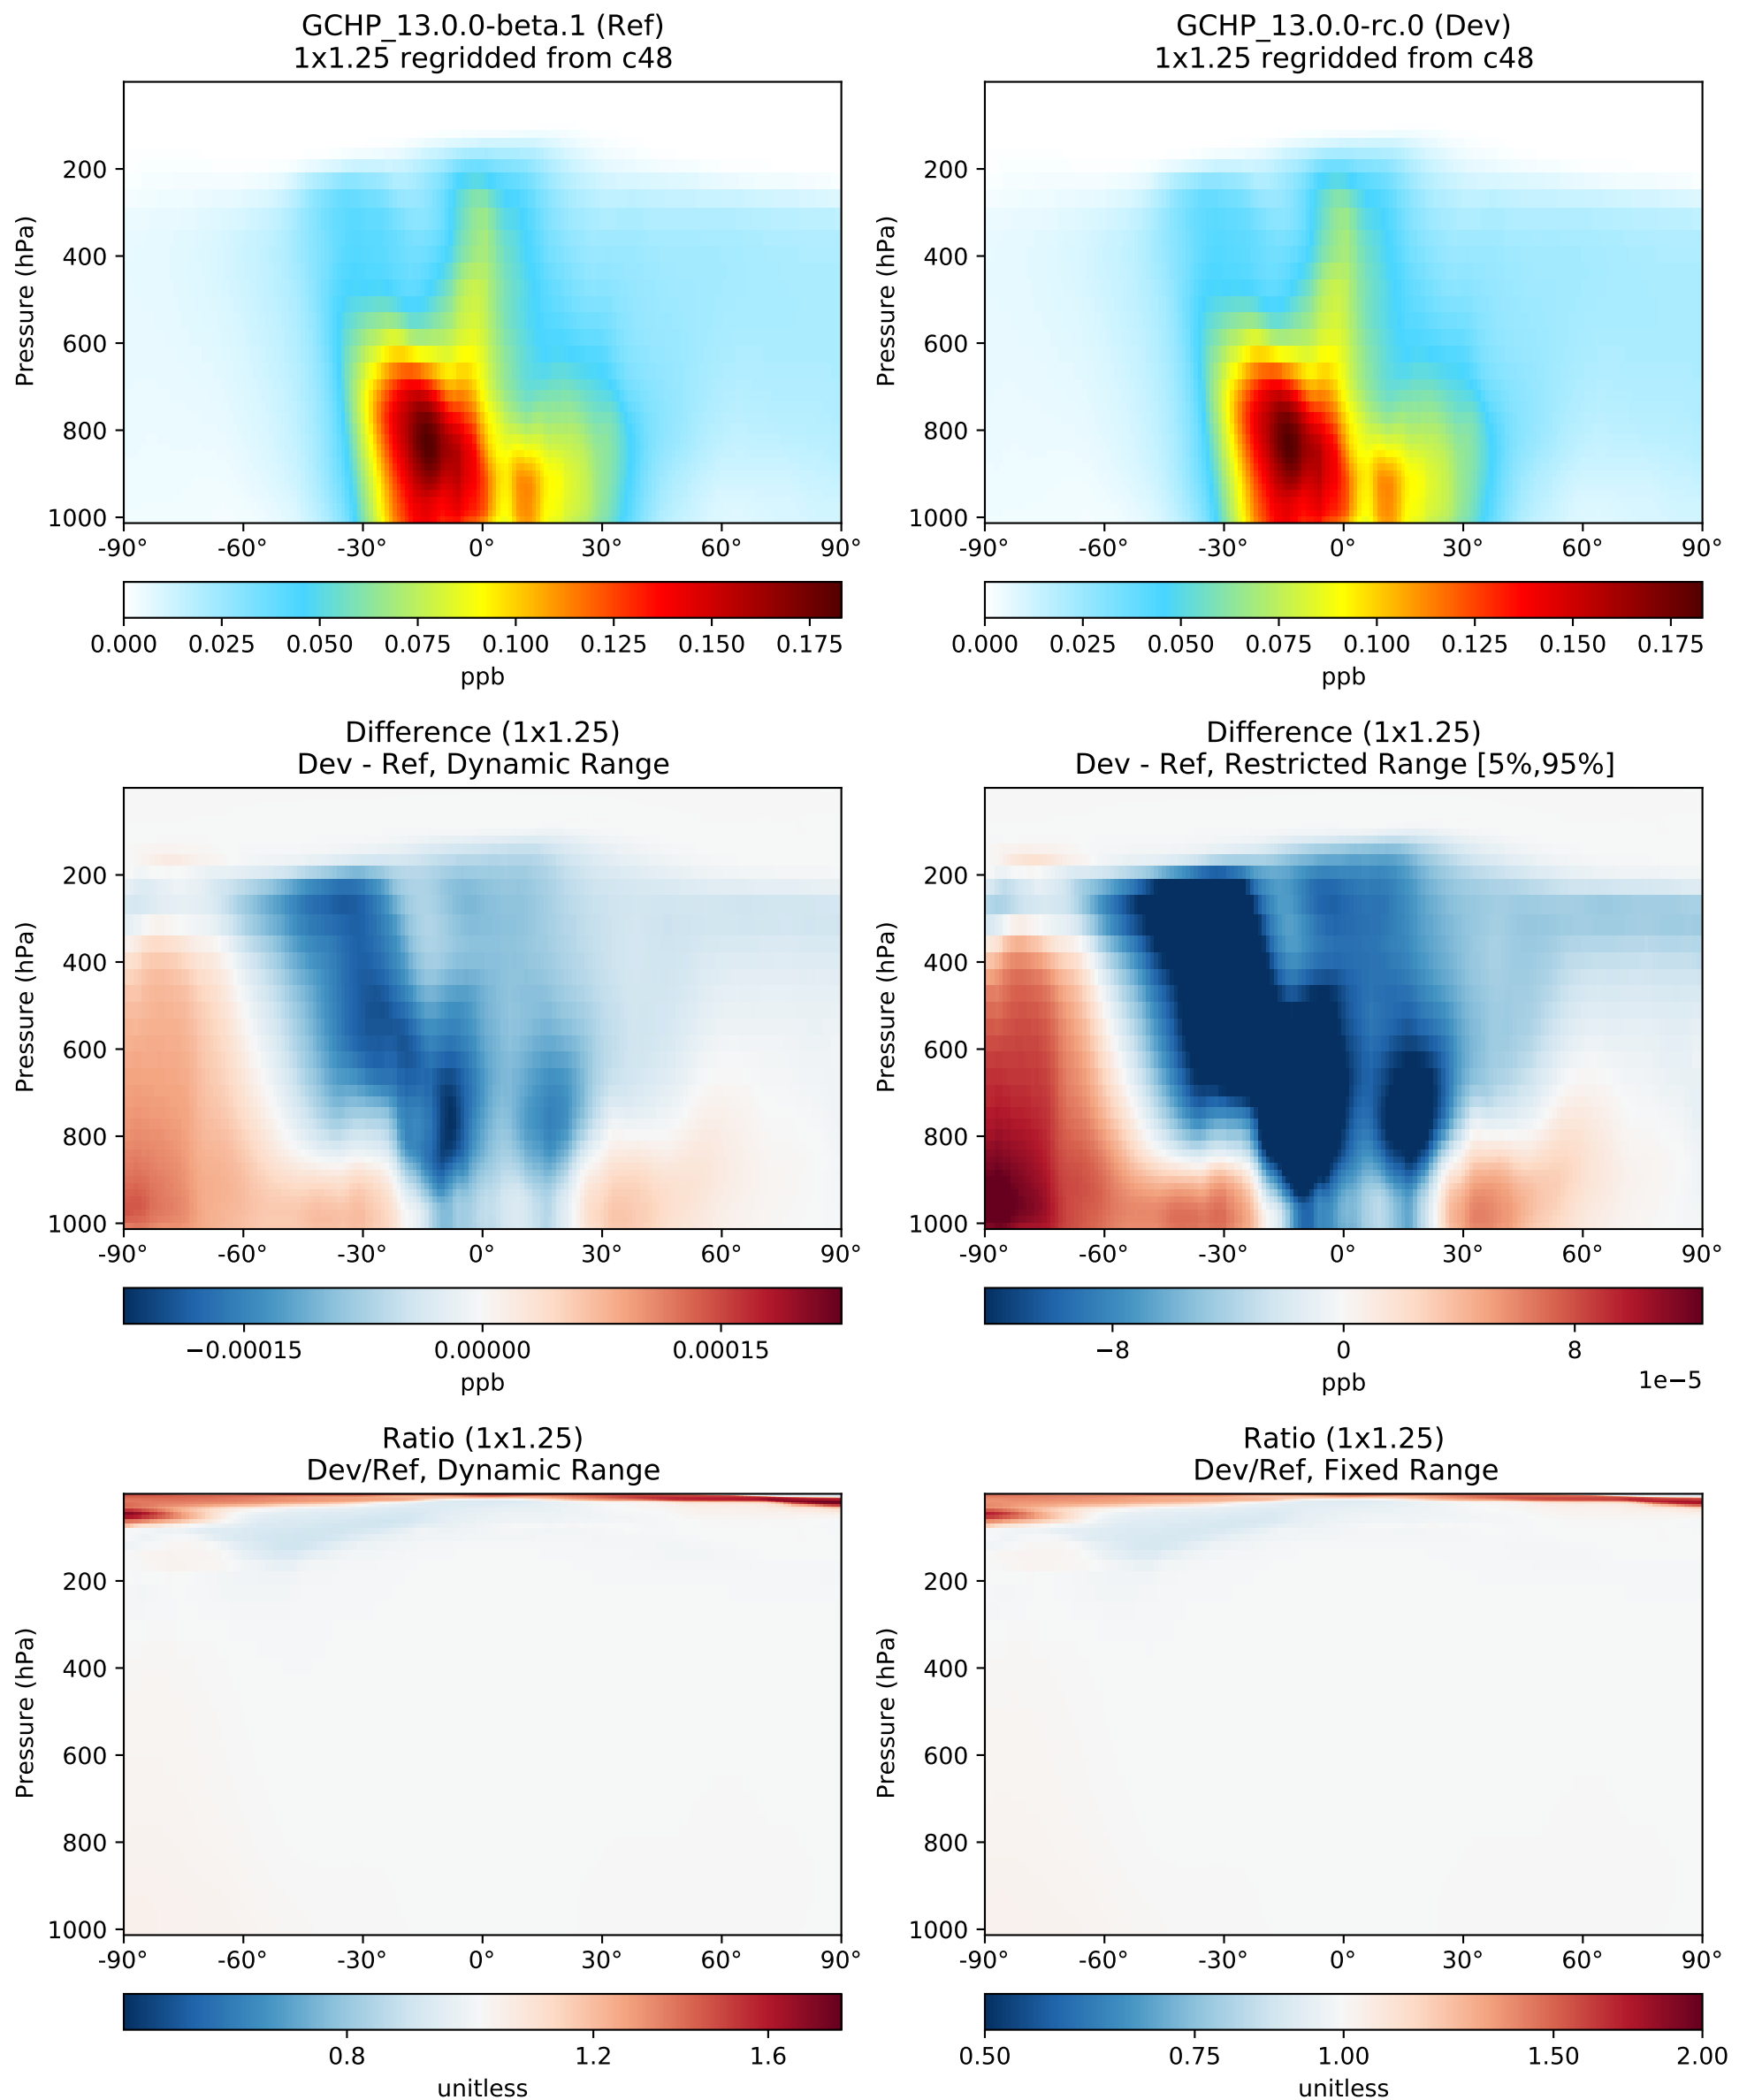 GCHP_13.0.0-beta.1 (Ref)
1x1.25 regridded from c48
Pressure (hPa)
200
400
600
800
1000
-90° -60° -30° 0° 30° 60° 90°
0.000 0.025 0.050 0.075 0.100 0.125 0.150 0.175
ppb
GCHP_13.0.0-rc.0 (Dev)
1x1.25 regridded from c48
Pressure (hPa)
200
400
600
800
1000
-90° -60° -30° 0° 30° 60° 90°
0.000 0.025 0.050 0.075 0.100 0.125 0.150 0.175
ppb
Difference (1x1.25)
Dev - Ref, Dynamic Range
Pressure (hPa)
200
400
600
800
1000
-90° -60° -30° 0° 30° 60° 90°
−0.00015 0.00000 0.00015
ppb
Difference (1x1.25)
Dev - Ref, Restricted Range [5%,95%]
Pressure (hPa)
200
400
600
800
1000
-90° -60° -30° 0° 30° 60° 90°
−8 0 8
ppb 1e−5
Ratio (1x1.25)
Dev/Ref, Dynamic Range
Pressure (hPa)
200
400
600
800
1000
-90° -60° -30° 0° 30° 60° 90°
0.8 1.2 1.6
unitless
Ratio (1x1.25)
Dev/Ref, Fixed Range
Pressure (hPa)
200
400
600
800
1000
-90° -60° -30° 0° 30° 60° 90°
0.50 0.75 1.00 1.50 2.00
unitless